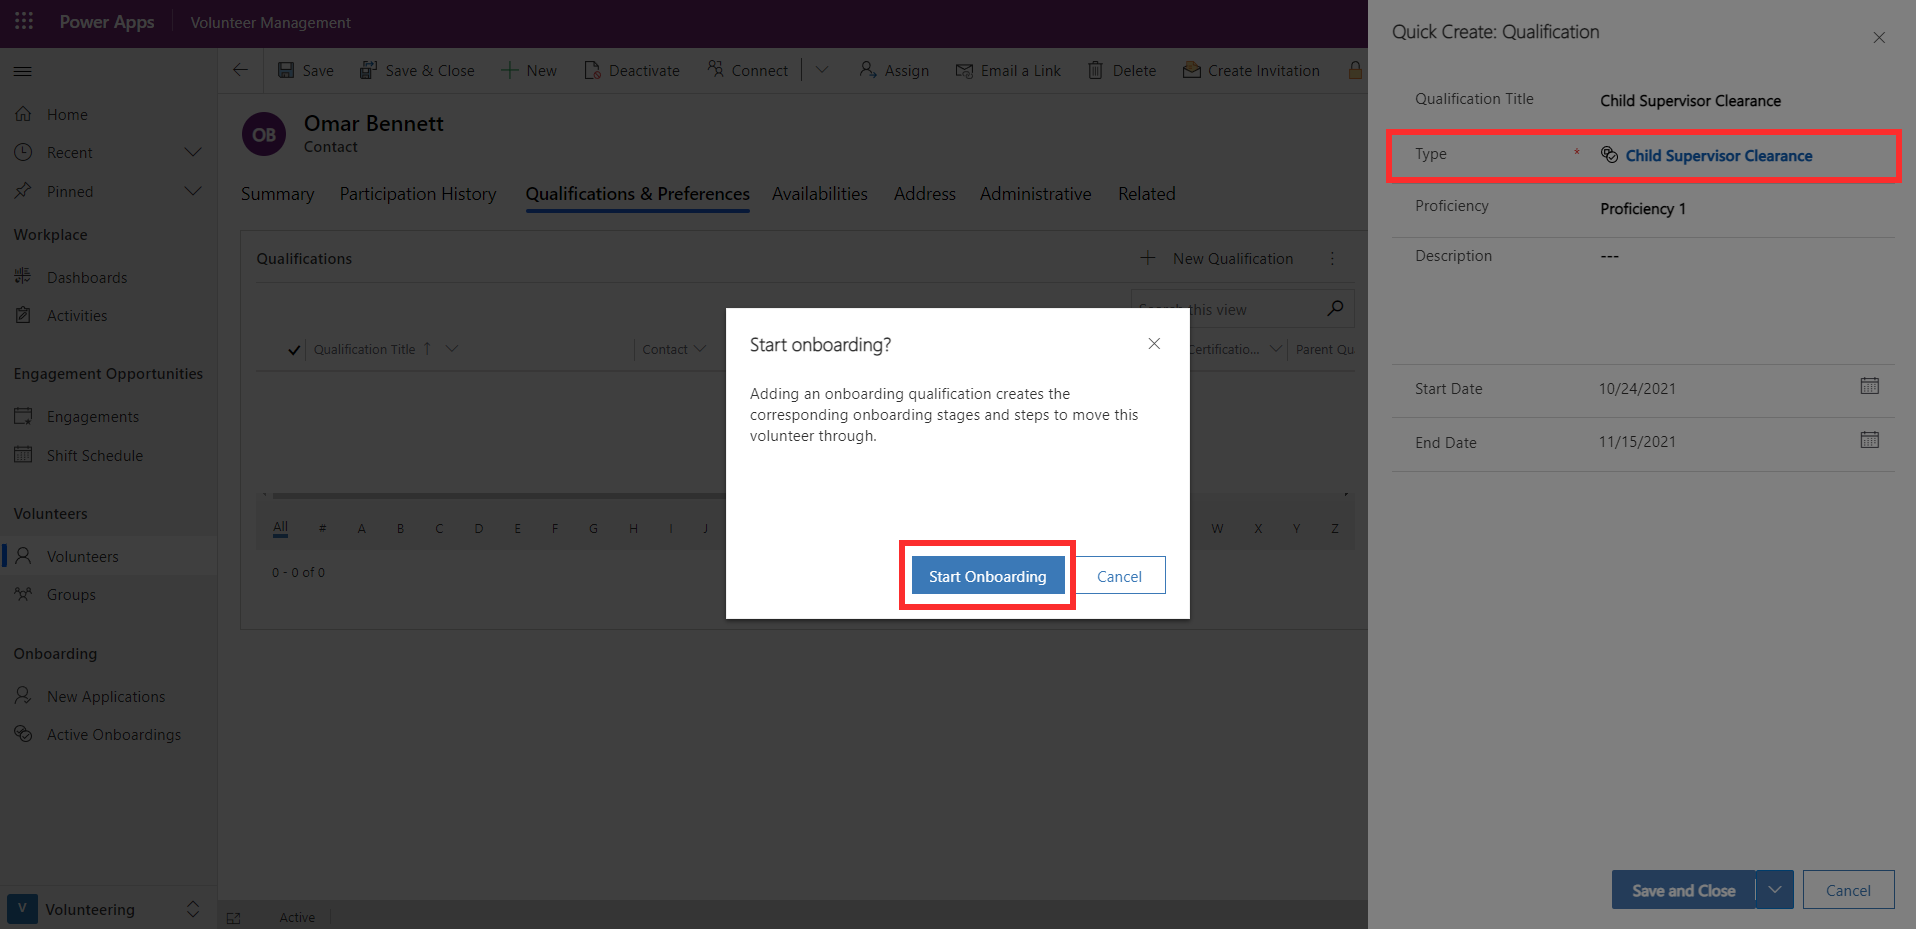 Power Apps
Volunteer Management
Home
Recent
Pinned
Workplace
Dashboards
Activities
Engagement Opportunities
Engagements
Shift Schedule
Volunteers
Volunteers
Groups
Onboarding
New Applications
Active Onboardings
V Volunteering
Save Save & Close New Deactivate Connect Assign Email a Link Delete Create Invitation
OB
Omar Bennett
Contact
Summary Participation History Qualifications & Preferences Availabilities Address Administrative Related
Qualifications
New Qualification
this view
Qualification Title Contact Certificatio... Parent Qu
All # A B C D E F G H I J W X Y Z
0 - 0 of 0
Active
Start onboarding?
Adding an onboarding qualification creates the
corresponding onboarding stages and steps to move this
volunteer through.
Start Onboarding Cancel
Quick Create: Qualification
Qualification Title Child Supervisor Clearance
Type * Child Supervisor Clearance
Proficiency Proficiency 1
Description ---
Start Date 10/24/2021
End Date 11/15/2021
Save and Close Cancel